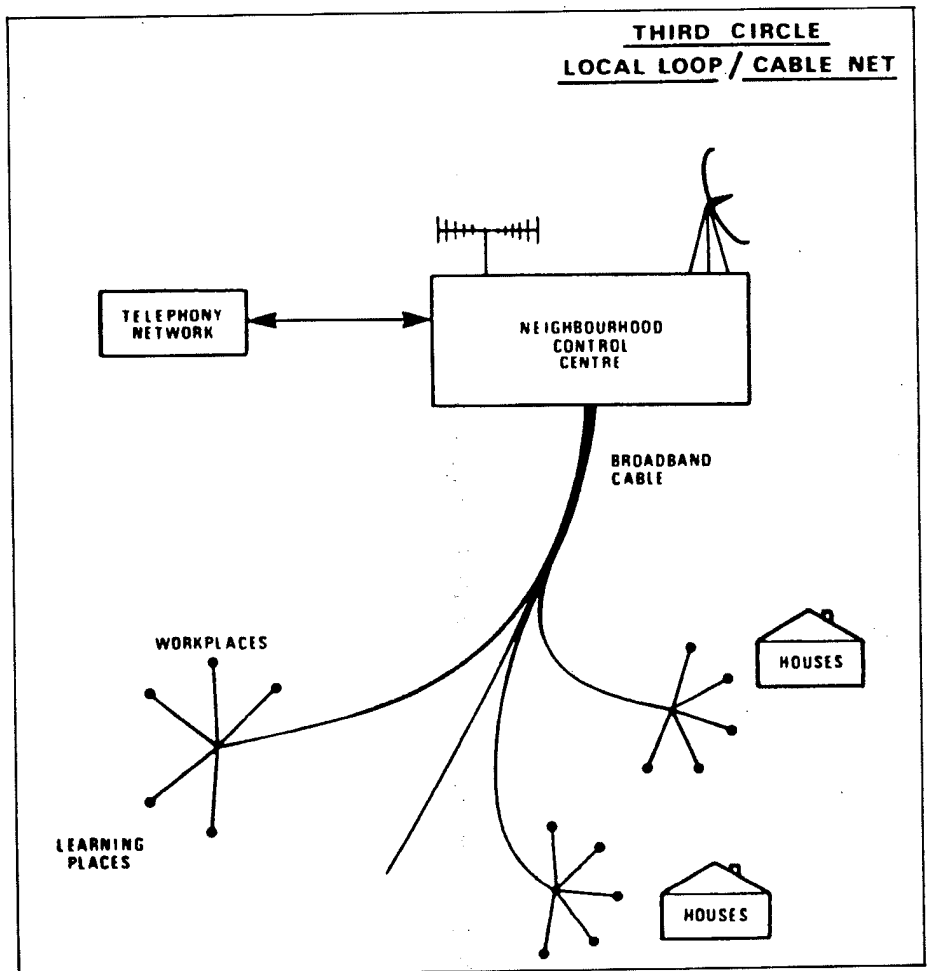 THIRD CIRCLE
LOCAL LOOP / CABLE NET
TELEPHONY
NETWORK
NEIGHBOURHOOD
CONTROL
CENTRE
BROADBAND
CABLE
WORKPLACES
HOUSES
LEARNING
PLACES
HOUSES